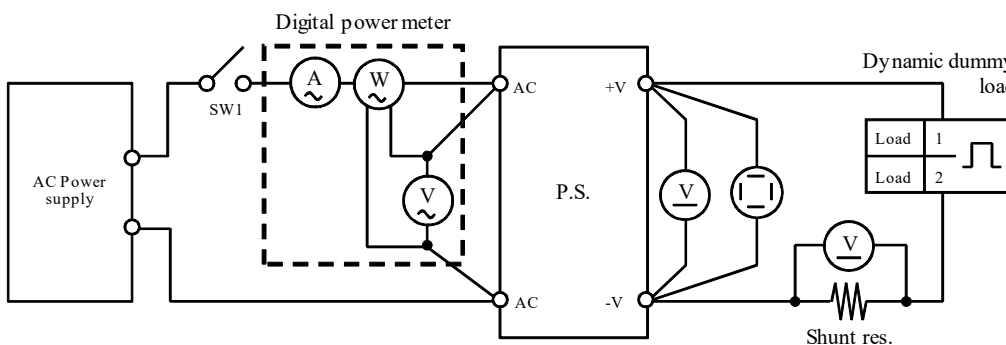 Digital power meter
Dynamic dummy
load
A
W
SW1
AC
+V
Load 1
Load 2
AC Power
supply
V
P.S.
V
V
AC
-V
Shunt res.